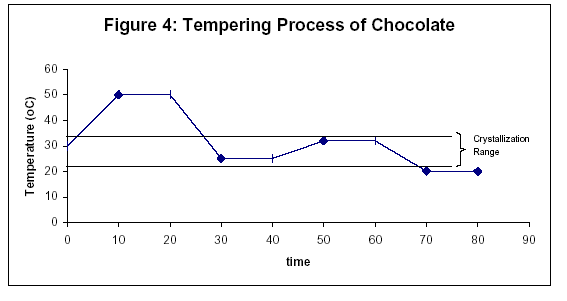 Figure 4: Tempering Process of Chocolate
60
50
40
30
20
10
0
Temperature (oC)
Crystallization
Range
0 10 20 30 40 50 60 70 80 90
time